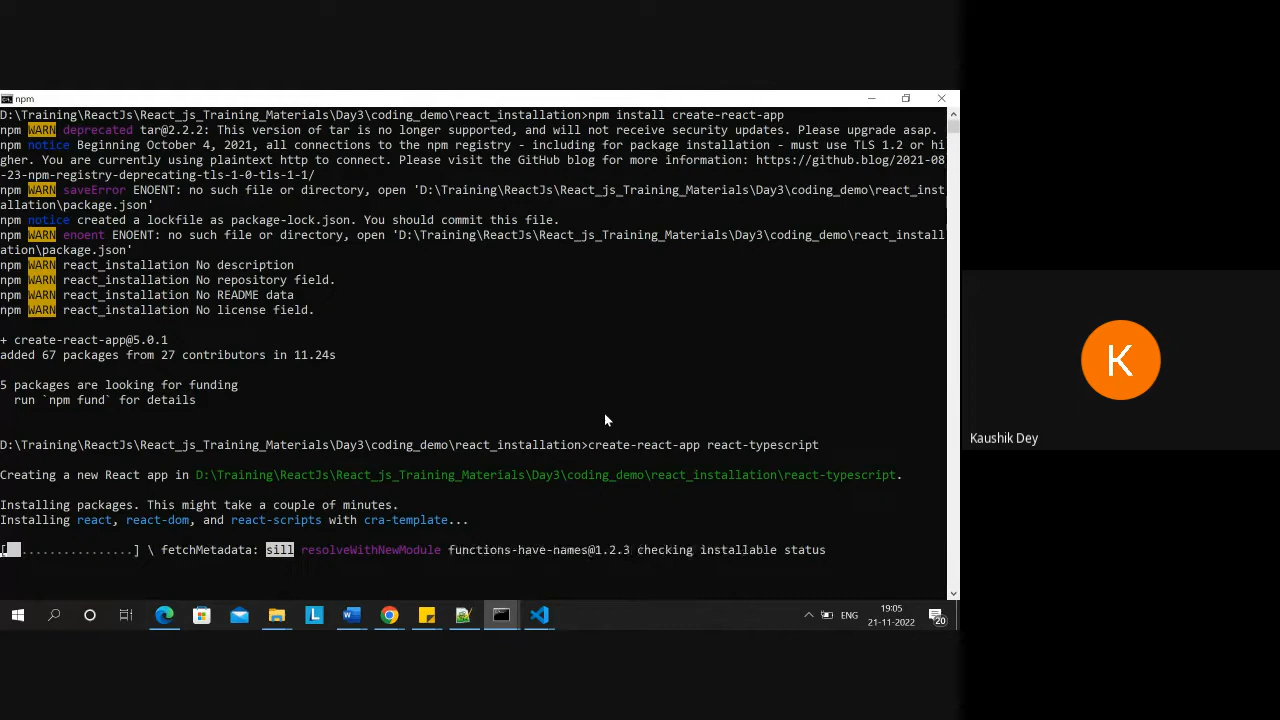 npm
D:\Training\ReactJs\React_js_Training_Materials\Day3\coding_demo\react_installation>npm install create-react-app
npm WARN deprecated tar@2.2.2: This version of tar is no longer supported, and will not receive security updates. Please upgrade asap.
npm notice Beginning October 4, 2021, all connections to the npm registry - including for package installation - must use TLS 1.2 or hi
gher. You are currently using plaintext http to connect. Please visit the GitHub blog for more information: https://github.blog/2021-08
-23-npm-registry-deprecating-tls-1-0-tls-1-1/
npm WARN saveError ENOENT: no such file or directory, open 'D:\Training\ReactJs\React_js_Training_Materials\Day3\coding_demo\react_inst
allation\package.json'
npm notice created a lockfile as package-lock.json. You should commit this file.
npm WARN enoent ENOENT: no such file or directory, open 'D:\Training\ReactJs\React_js_Training_Materials\Day3\coding_demo\react_install
ation\package.json'
npm WARN react_installation No description
npm WARN react_installation No repository field.
npm WARN react_installation No README data
npm WARN react_installation No license field.
+ create-react-app@5.0.1
added 67 packages from 27 contributors in 11.24s
5 packages are looking for funding
run `npm fund` for details
D:\Training\ReactJs\React_js_Training_Materials\Day3\coding_demo\react_installation>create-react-app react-typescript
Creating a new React app in D:\Training\ReactJs\React_js_Training_Materials\Day3\coding_demo\react_installation\react-typescript.
Installing packages. This might take a couple of minutes.
Installing react, react-dom, and react-scripts with cra-template...
[ ................] \ fetchMetadata: sill resolveWithNewModule functions-have-names@1.2.3 checking installable status
K
Kaushik Dey
L
ENG
19:05
21-11-2022
20